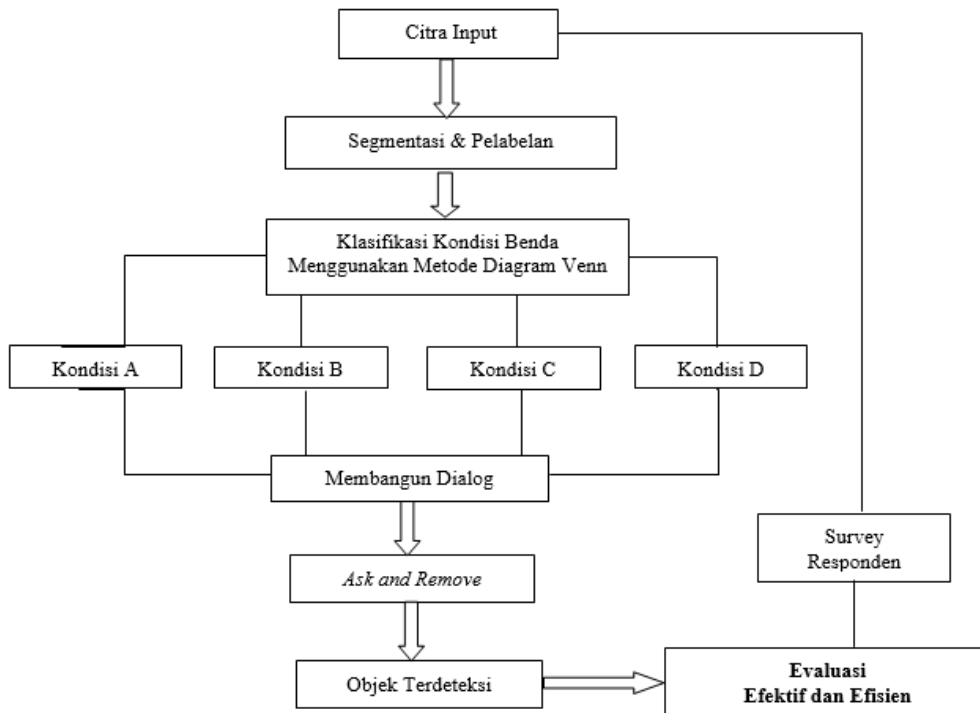 Citra Input
Segmentasi & Pelabelan
Klasifikasi Kondisi Benda
Menggunakan Metode Diagram Venn
Kondisi A
Kondisi B
Kondisi C
Kondisi D
Membangun Dialog
Ask and Remove
Objek Terdeteksi
Survey
Responden
Evaluasi
Efektif dan Efisien